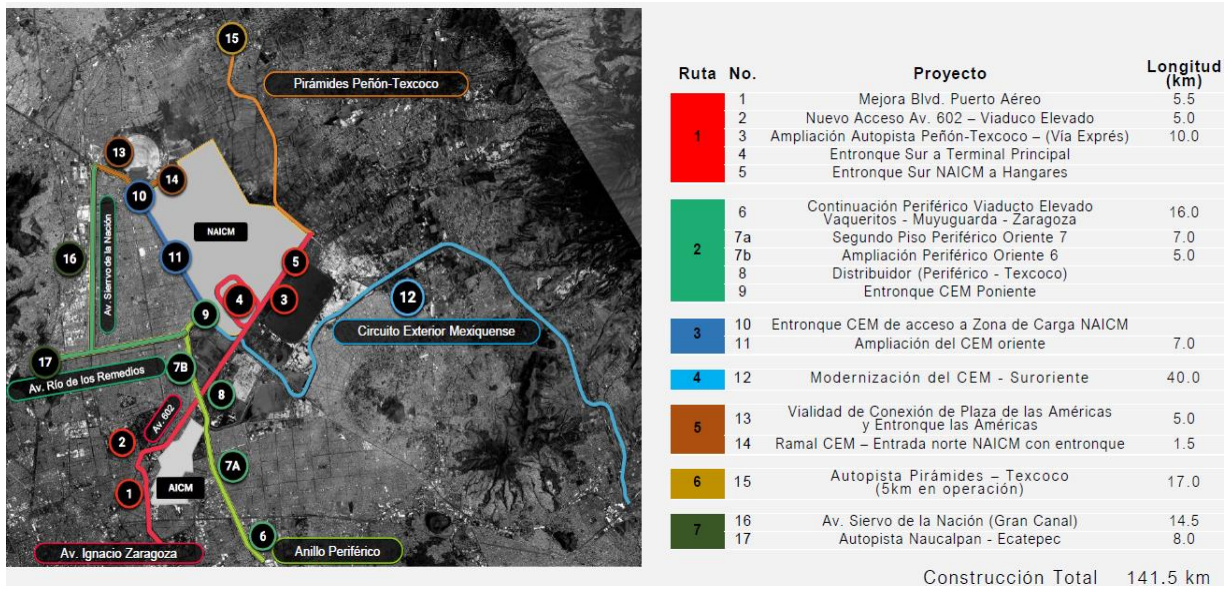 15
Pirámides Peñón-Texcoco
13
14
10
NAICM
Av. Siervo de la Nación
16
11
5
4
3
12
Circuito Exterior Mexiquense
9
17
7B
Av. Río de los Remedios
8
Av. 602
2
7A
1
AICM
6
Av. Ignacio Zaragoza
Anillo Periférico
Ruta No. Proyecto Longitud (km)
1
1 Mejora Blvd. Puerto Aéreo 5.5
2 Nuevo Acceso Av. 602 – Viaduco Elevado 5.0
3 Ampliación Autopista Peñón-Texcoco – (Vía Exprés) 10.0
4 Entronque Sur a Terminal Principal
5 Entronque Sur NAICM a Hangares
2
6 Continuación Periférico Viaducto Elevado
Vaqueritos - Muyuguarda - Zaragoza 16.0
7a Segundo Piso Periférico Oriente 7 7.0
7b Ampliación Periférico Oriente 6 5.0
8 Distribuidor (Periférico - Texcoco)
9 Entronque CEM Poniente
3
10 Entronque CEM de acceso a Zona de Carga NAICM
11 Ampliación del CEM oriente 7.0
4 12 Modernización del CEM - Suroriente 40.0
5
13 Vialidad de Conexión de Plaza de las Américas
y Entronque las Américas 5.0
14 Ramal CEM – Entrada norte NAICM con entronque 1.5
6 15 Autopista Pirámides – Texcoco
(5km en operación) 17.0
7
16 Av. Siervo de la Nación (Gran Canal) 14.5
17 Autopista Naucalpan - Ecatepec 8.0
Construcción Total 141.5 km